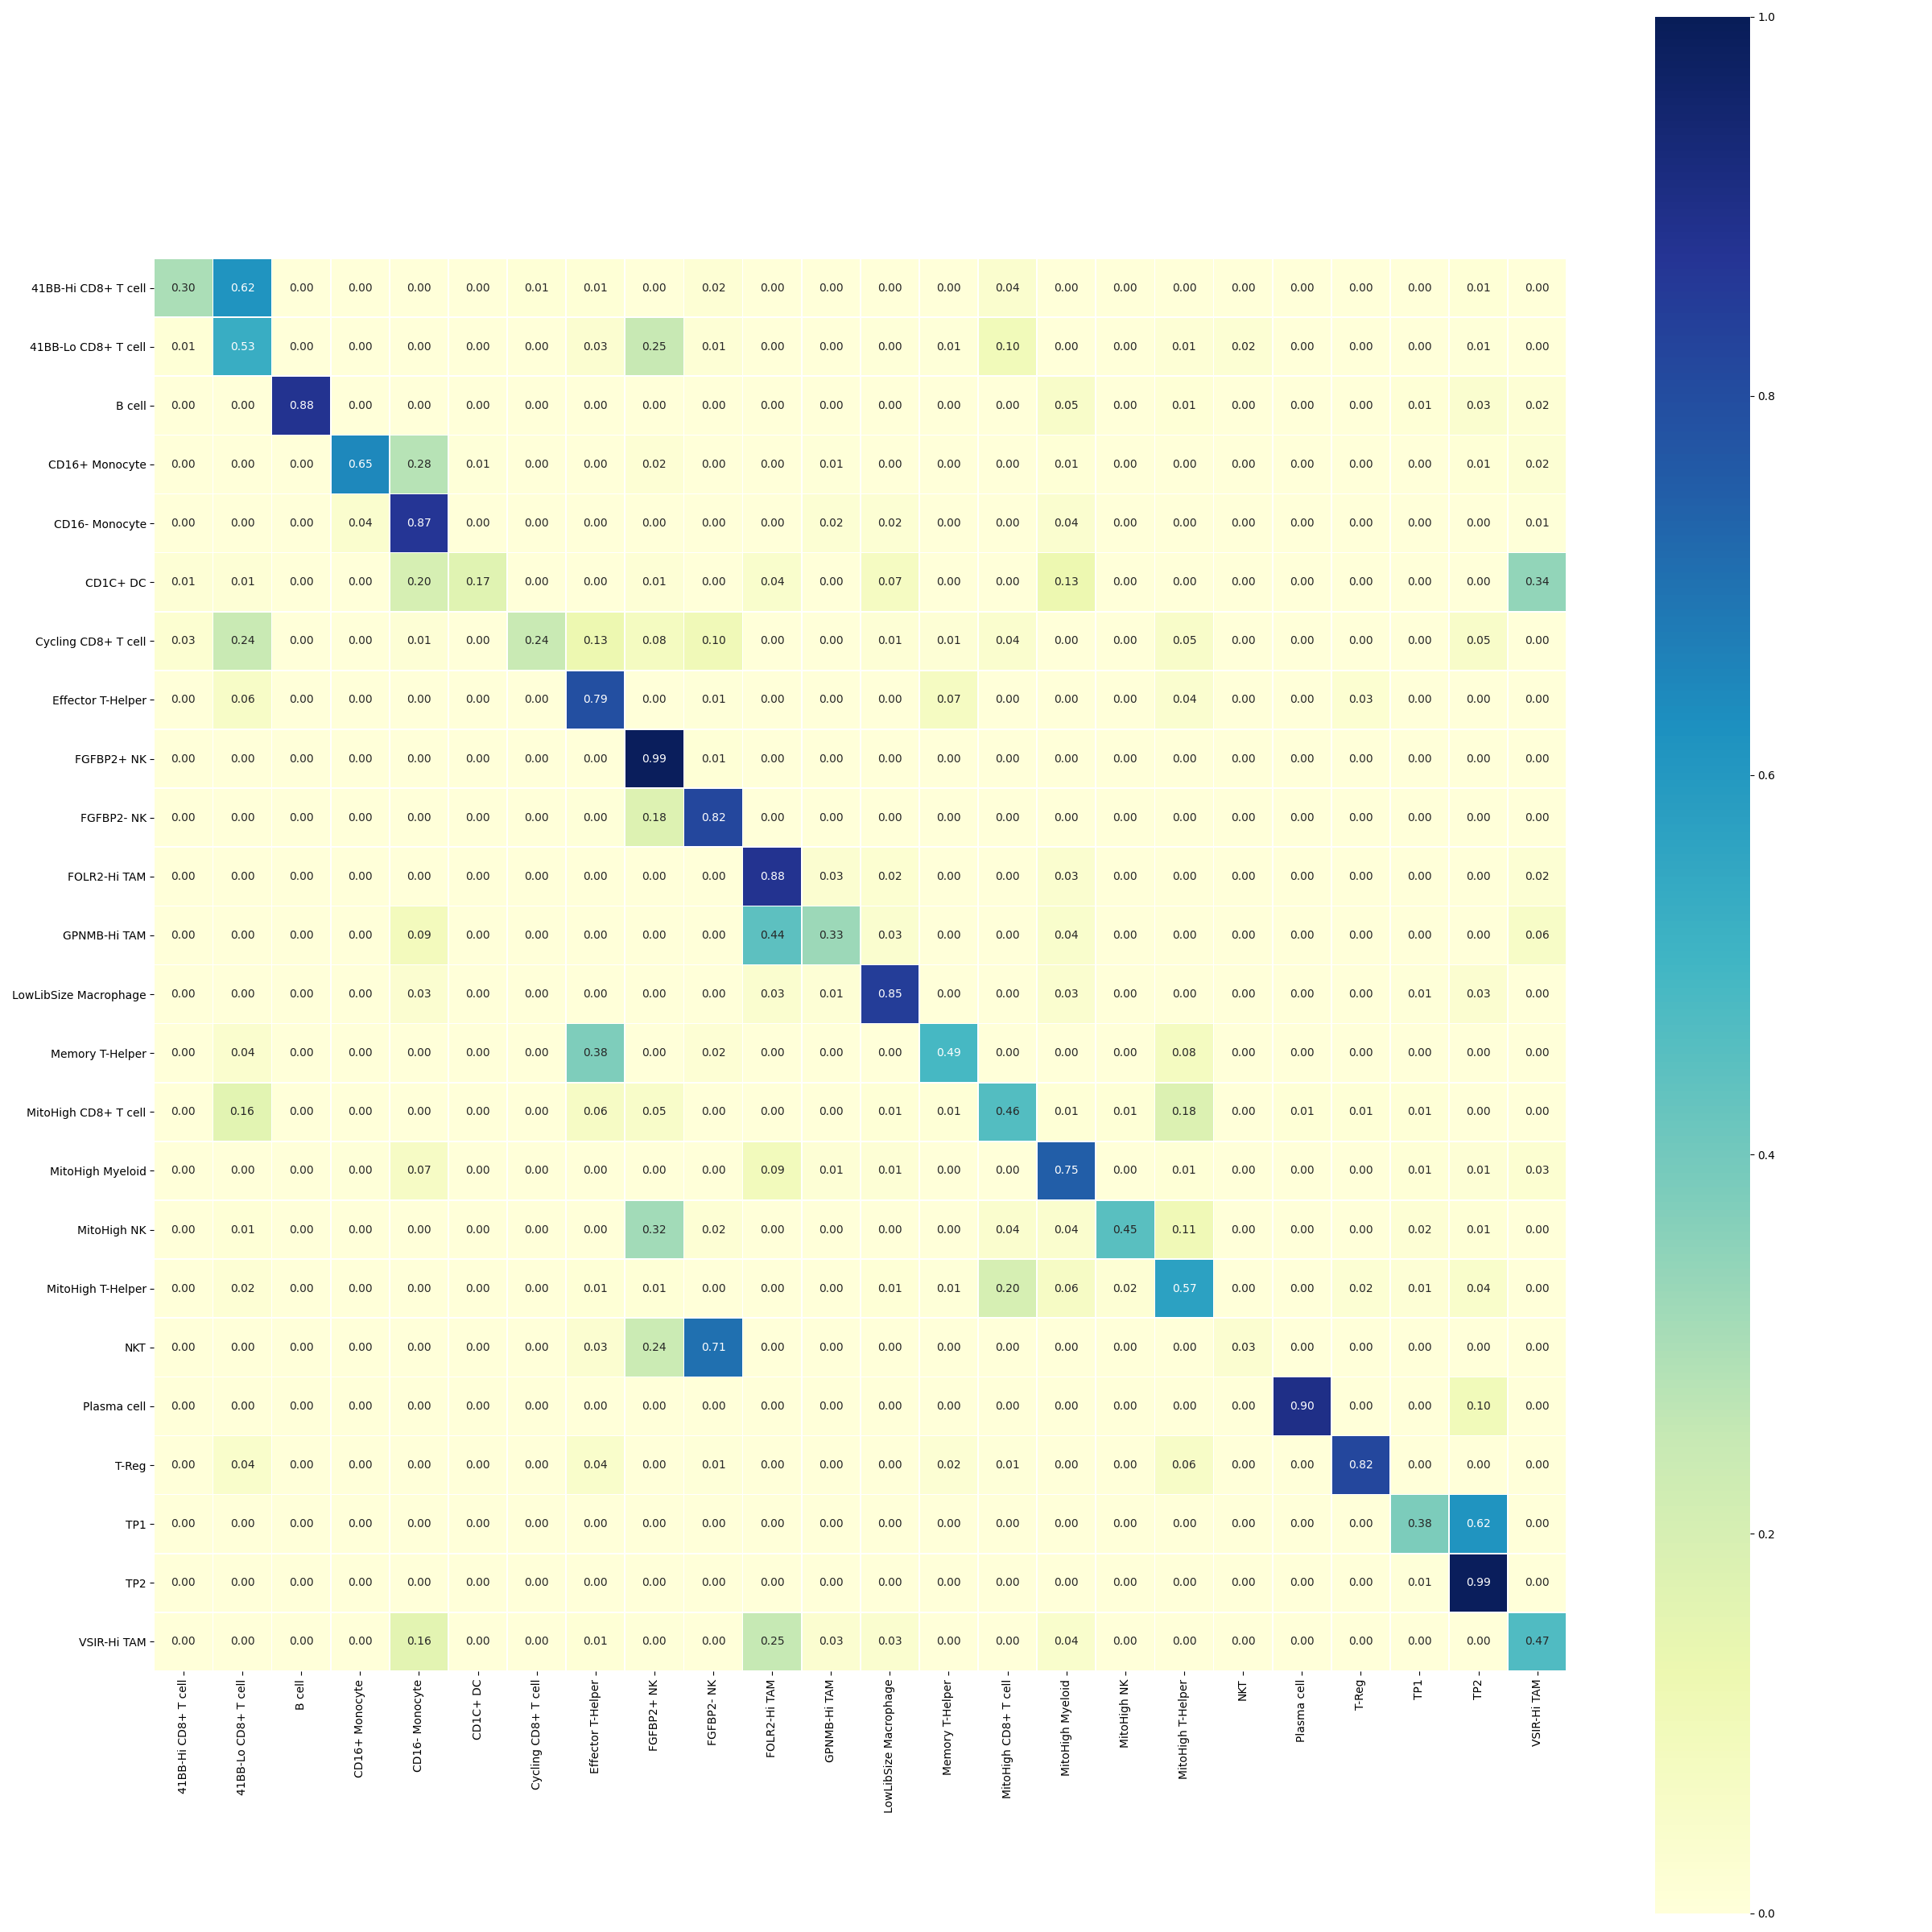 1.0
41BB-Hi CD8+ T cell 0.30 0.62 0.00 0.00 0.00 0.00 0.01 0.01 0.00 0.02 0.00 0.00 0.00 0.00 0.04 0.00 0.00 0.00 0.00 0.00 0.00 0.00 0.01 0.00
41BB-Lo CD8+ T cell 0.01 0.53 0.00 0.00 0.00 0.00 0.00 0.03 0.25 0.01 0.00 0.00 0.00 0.01 0.10 0.00 0.00 0.01 0.02 0.00 0.00 0.00 0.01 0.00
0.8
B cell 0.00 0.00 0.88 0.00 0.00 0.00 0.00 0.00 0.00 0.00 0.00 0.00 0.00 0.00 0.00 0.05 0.00 0.01 0.00 0.00 0.00 0.01 0.03 0.02
CD16+ Monocyte 0.00 0.00 0.00 0.65 0.28 0.01 0.00 0.00 0.02 0.00 0.00 0.01 0.00 0.00 0.00 0.01 0.00 0.00 0.00 0.00 0.00 0.00 0.01 0.02
CD16- Monocyte 0.00 0.00 0.00 0.04 0.87 0.00 0.00 0.00 0.00 0.00 0.00 0.02 0.02 0.00 0.00 0.04 0.00 0.00 0.00 0.00 0.00 0.00 0.00 0.01
CD1C+ DC 0.01 0.01 0.00 0.00 0.20 0.17 0.00 0.00 0.01 0.00 0.04 0.00 0.07 0.00 0.00 0.13 0.00 0.00 0.00 0.00 0.00 0.00 0.00 0.34
Cycling CD8+ T cell 0.03 0.24 0.00 0.00 0.01 0.00 0.24 0.13 0.08 0.10 0.00 0.00 0.01 0.01 0.04 0.00 0.00 0.05 0.00 0.00 0.00 0.00 0.05 0.00
Effector T-Helper 0.00 0.06 0.00 0.00 0.00 0.00 0.00 0.79 0.00 0.01 0.00 0.00 0.00 0.07 0.00 0.00 0.00 0.04 0.00 0.00 0.03 0.00 0.00 0.00
FGFBP2+ NK 0.00 0.00 0.00 0.00 0.00 0.00 0.00 0.00 0.99 0.01 0.00 0.00 0.00 0.00 0.00 0.00 0.00 0.00 0.00 0.00 0.00 0.00 0.00 0.00
0.6
FGFBP2- NK 0.00 0.00 0.00 0.00 0.00 0.00 0.00 0.00 0.18 0.82 0.00 0.00 0.00 0.00 0.00 0.00 0.00 0.00 0.00 0.00 0.00 0.00 0.00 0.00
FOLR2-Hi TAM 0.00 0.00 0.00 0.00 0.00 0.00 0.00 0.00 0.00 0.00 0.88 0.03 0.02 0.00 0.00 0.03 0.00 0.00 0.00 0.00 0.00 0.00 0.00 0.02
GPNMB-Hi TAM 0.00 0.00 0.00 0.00 0.09 0.00 0.00 0.00 0.00 0.00 0.44 0.33 0.03 0.00 0.00 0.04 0.00 0.00 0.00 0.00 0.00 0.00 0.00 0.06
LowLibSize Macrophage 0.00 0.00 0.00 0.00 0.03 0.00 0.00 0.00 0.00 0.00 0.03 0.01 0.85 0.00 0.00 0.03 0.00 0.00 0.00 0.00 0.00 0.01 0.03 0.00
Memory T-Helper 0.00 0.04 0.00 0.00 0.00 0.00 0.00 0.38 0.00 0.02 0.00 0.00 0.00 0.49 0.00 0.00 0.00 0.08 0.00 0.00 0.00 0.00 0.00 0.00
MitoHigh CD8+ T cell 0.00 0.16 0.00 0.00 0.00 0.00 0.00 0.06 0.05 0.00 0.00 0.00 0.01 0.01 0.46 0.01 0.01 0.18 0.00 0.01 0.01 0.01 0.00 0.00
0.4
MitoHigh Myeloid 0.00 0.00 0.00 0.00 0.07 0.00 0.00 0.00 0.00 0.00 0.09 0.01 0.01 0.00 0.00 0.75 0.00 0.01 0.00 0.00 0.00 0.01 0.01 0.03
MitoHigh NK 0.00 0.01 0.00 0.00 0.00 0.00 0.00 0.00 0.32 0.02 0.00 0.00 0.00 0.00 0.04 0.04 0.45 0.11 0.00 0.00 0.00 0.02 0.01 0.00
MitoHigh T-Helper 0.00 0.02 0.00 0.00 0.00 0.00 0.00 0.01 0.01 0.00 0.00 0.00 0.01 0.01 0.20 0.06 0.02 0.57 0.00 0.00 0.02 0.01 0.04 0.00
NKT 0.00 0.00 0.00 0.00 0.00 0.00 0.00 0.03 0.24 0.71 0.00 0.00 0.00 0.00 0.00 0.00 0.00 0.00 0.03 0.00 0.00 0.00 0.00 0.00
Plasma cell 0.00 0.00 0.00 0.00 0.00 0.00 0.00 0.00 0.00 0.00 0.00 0.00 0.00 0.00 0.00 0.00 0.00 0.00 0.00 0.90 0.00 0.00 0.10 0.00
T-Reg 0.00 0.04 0.00 0.00 0.00 0.00 0.00 0.04 0.00 0.01 0.00 0.00 0.00 0.02 0.01 0.00 0.00 0.06 0.00 0.00 0.82 0.00 0.00 0.00
TP1 0.00 0.00 0.00 0.00 0.00 0.00 0.00 0.00 0.00 0.00 0.00 0.00 0.00 0.00 0.00 0.00 0.00 0.00 0.00 0.00 0.00 0.38 0.62 0.00
0.2
TP2 0.00 0.00 0.00 0.00 0.00 0.00 0.00 0.00 0.00 0.00 0.00 0.00 0.00 0.00 0.00 0.00 0.00 0.00 0.00 0.00 0.00 0.01 0.99 0.00
VSIR-Hi TAM 0.00 0.00 0.00 0.00 0.16 0.00 0.00 0.01 0.00 0.00 0.25 0.03 0.03 0.00 0.00 0.04 0.00 0.00 0.00 0.00 0.00 0.00 0.00 0.47
41BB-Hi CD8+ T cell
41BB-Lo CD8+ T cell
B cell
CD16+ Monocyte
CD16- Monocyte
CD1C+ DC
Cycling CD8+ T cell
Effector T-Helper
FGFBP2+ NK
FGFBP2- NK
FOLR2-Hi TAM
GPNMB-Hi TAM
LowLibSize Macrophage
Memory T-Helper
MitoHigh CD8+ T cell
MitoHigh Myeloid
MitoHigh NK
MitoHigh T-Helper
NKT
Plasma cell
T-Reg
TP1
TP2
VSIR-Hi TAM
0.0